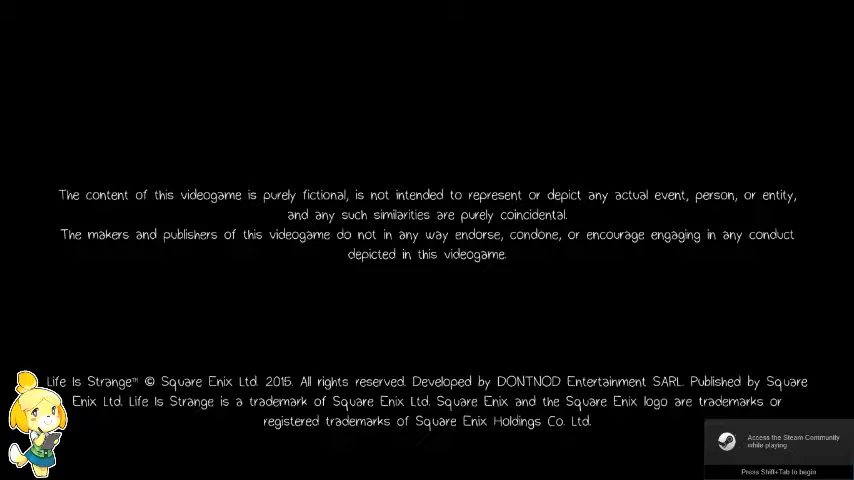 The content of this videogame is purely fictional, is not intended to represent or depict any actual event, person, or entity,
and any such similarities are purely coincidental.
The makers and publishers of this videogame do not in any way endorse, condone, or encourage engaging in any conduct
depicted in this videogame.
Life Is Strange™ © Square Enix Ltd. 2015. All rights reserved. Developed by DONTNOD Entertainment SARL. Published by Square
Enix Ltd. Life Is Strange is a trademark of Square Enix Ltd. Square Enix and the Square Enix logo are trademarks or
registered trademarks of Square Enix Holdings Co. Ltd.
Access the Steam Community
while playing.
Press Shift+Tab to begin